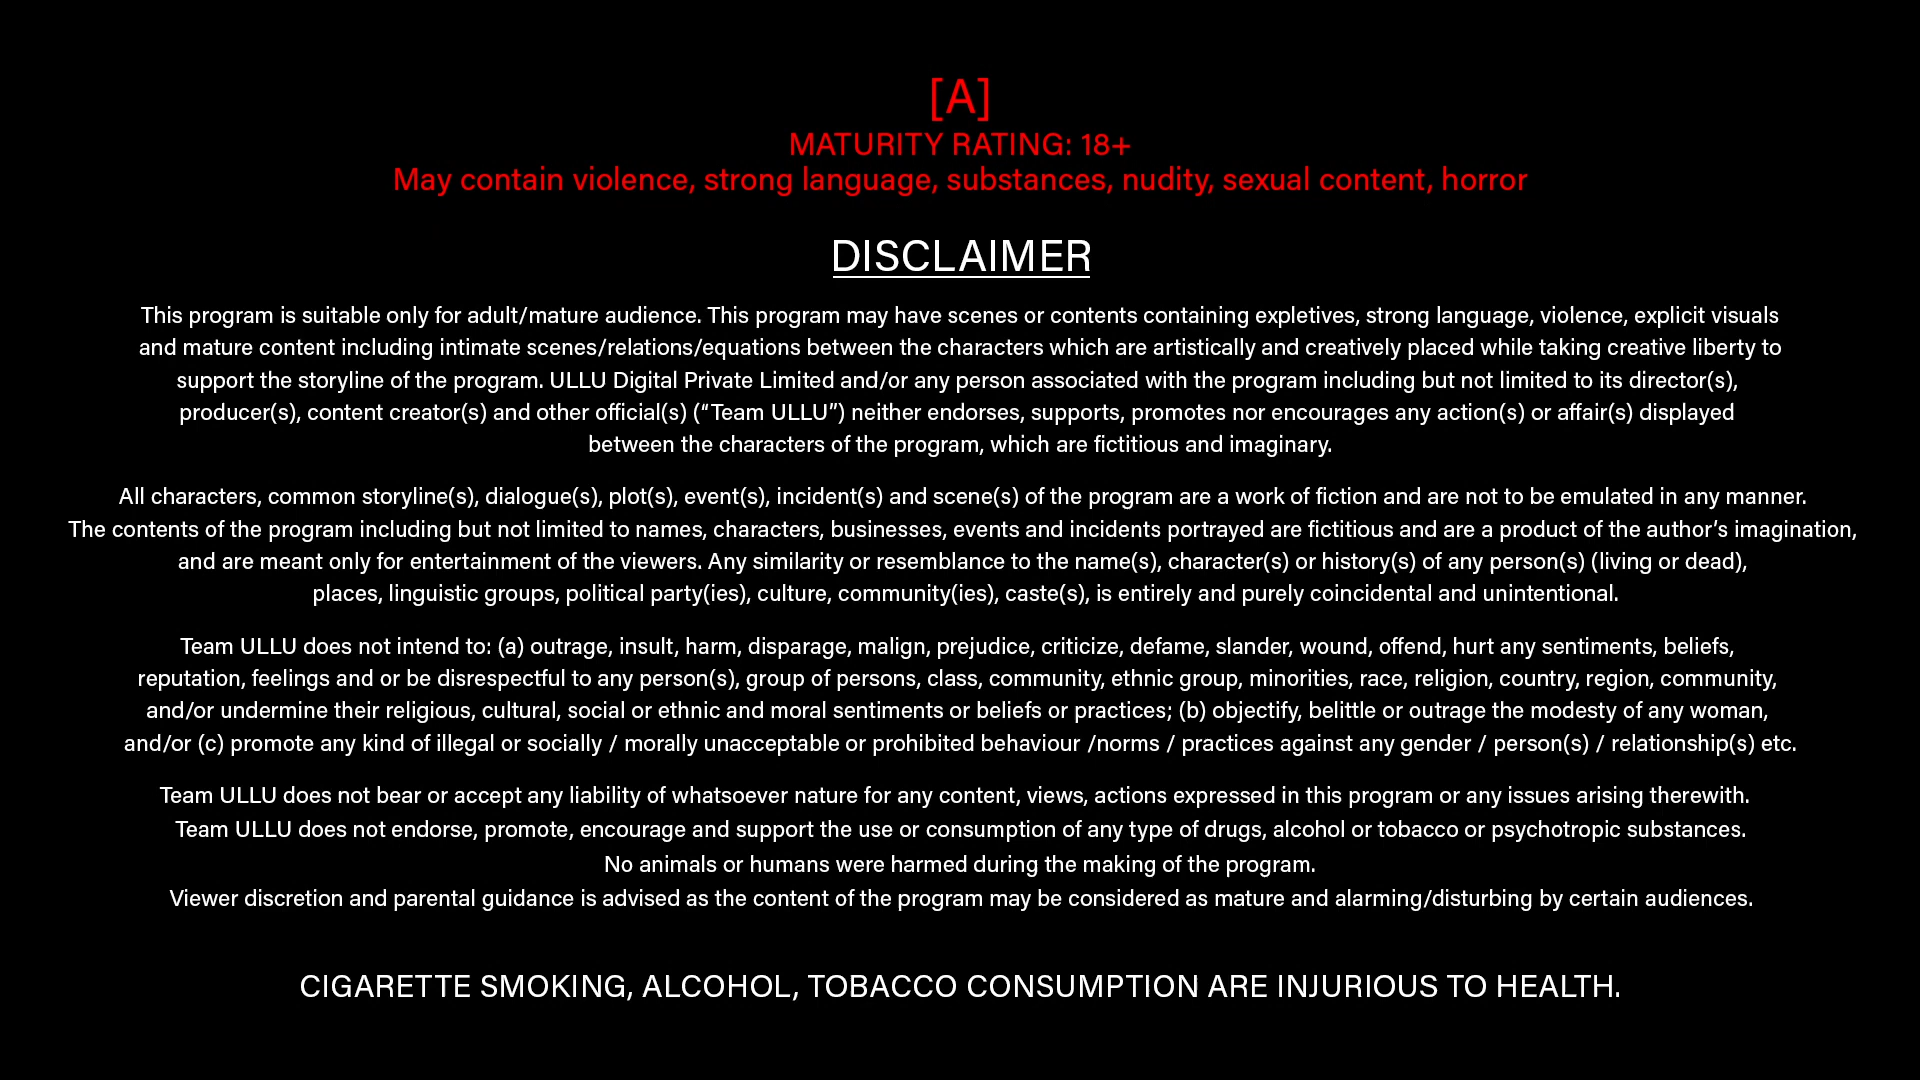 [A]
MATURITY RATING: 18+
May contain violence, strong language, substances, nudity, sexual content, horror
DISCLAIMER
This program is suitable only for adult/mature audience. This program may have scenes or contents containing expletives, strong language, violence, explicit visuals
and mature content including intimate scenes/relations/equations between the characters which are artistically and creatively placed while taking creative liberty to
support the storyline of the program. ULLU Digital Private Limited and/or any person associated with the program including but not limited to its director(s),
producer(s), content creator(s) and other official(s) (“Team ULLU”) neither endorses, supports, promotes nor encourages any action(s) or affair(s) displayed
between the characters of the program, which are fictitious and imaginary.
All characters, common storyline(s), dialogue(s), plot(s), event(s), incident(s) and scene(s) of the program are a work of fiction and are not to be emulated in any manner.
The contents of the program including but not limited to names, characters, businesses, events and incidents portrayed are fictitious and are a product of the author’s imagination,
and are meant only for entertainment of the viewers. Any similarity or resemblance to the name(s), character(s) or history(s) of any person(s) (living or dead),
places, linguistic groups, political party(ies), culture, community(ies), caste(s), is entirely and purely coincidental and unintentional.
Team ULLU does not intend to: (a) outrage, insult, harm, disparage, malign, prejudice, criticize, defame, slander, wound, offend, hurt any sentiments, beliefs,
reputation, feelings and or be disrespectful to any person(s), group of persons, class, community, ethnic group, minorities, race, religion, country, region, community,
and/or undermine their religious, cultural, social or ethnic and moral sentiments or beliefs or practices; (b) objectify, belittle or outrage the modesty of any woman,
and/or (c) promote any kind of illegal or socially / morally unacceptable or prohibited behaviour /norms / practices against any gender / person(s) / relationship(s) etc.
Team ULLU does not bear or accept any liability of whatsoever nature for any content, views, actions expressed in this program or any issues arising therewith.
Team ULLU does not endorse, promote, encourage and support the use or consumption of any type of drugs, alcohol or tobacco or psychotropic substances.
No animals or humans were harmed during the making of the program.
Viewer discretion and parental guidance is advised as the content of the program may be considered as mature and alarming/disturbing by certain audiences.
CIGARETTE SMOKING, ALCOHOL, TOBACCO CONSUMPTION ARE INJURIOUS TO HEALTH.